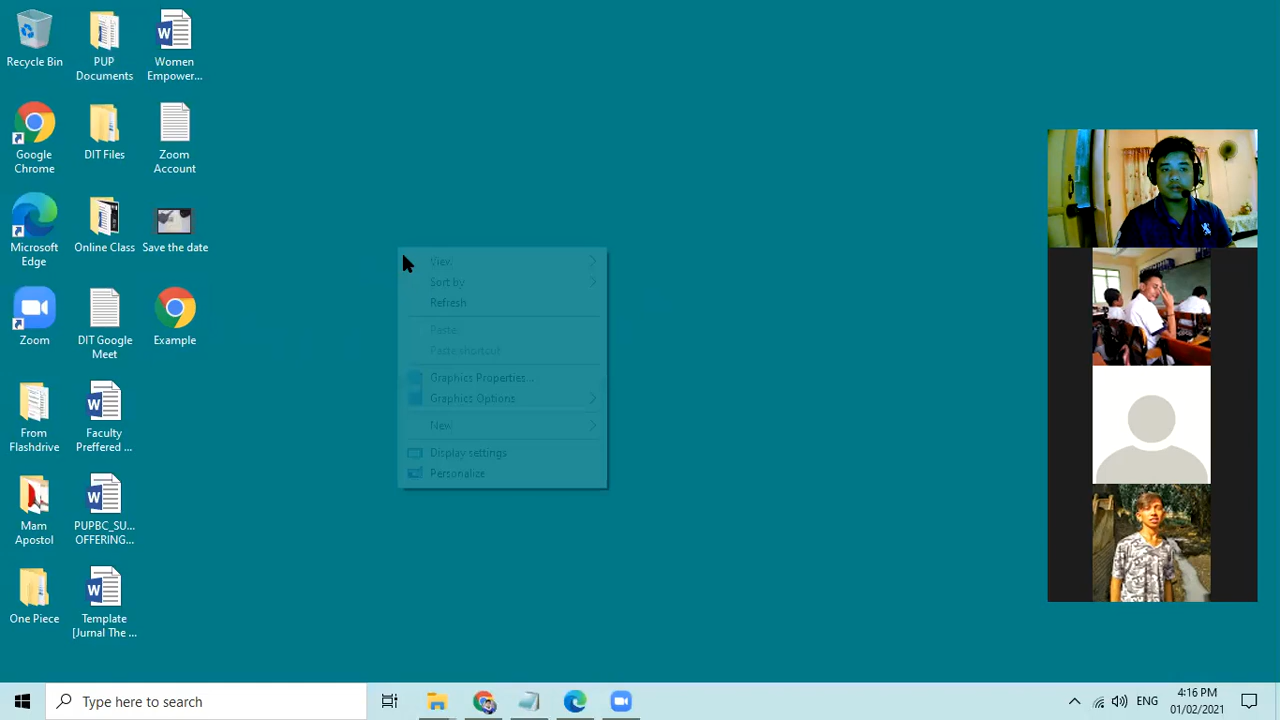 Recycle Bin
PUP Documents
Women Empower...
Google Chrome
DIT Files
Zoom Account
Microsoft Edge
Online Class
Save the date
Zoom
DIT Google Meet
Example
From Flashdrive
Faculty Preffered ...
Mam Apostol
PUPBC_SU... OFFERING...
One Piece
Template [Jurnal The ...
View
Sort by
Refresh
Paste
Paste shortcut
Graphics Properties...
Graphics Options
New
Display settings
Personalize
Type here to search
ENG
4:16 PM
01/02/2021